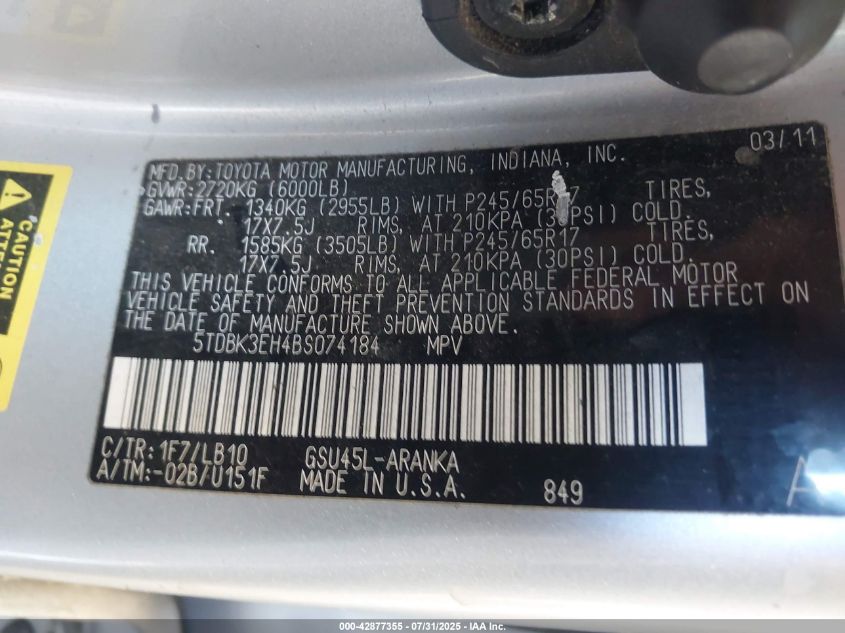 03/11
MFD.BY:TOYOTA MOTOR MANUFACTURING, INDIANA, INC.
GVWR:2720KG (6000LB)
GAWR:FRT. 1340KG (2955LB) WITH P245/65R17 TIRES,
17X7.5J RIMS, AT 210KPA (30PSI) COLD.
RR. 1585KG (3505LB) WITH P245/65R17 TIRES,
17X7.5J RIMS, AT 210KPA (30PSI) COLD.
THIS VEHICLE CONFORMS TO ALL APPLICABLE FEDERAL MOTOR
VEHICLE SAFETY AND THEFT PREVENTION STANDARDS IN EFFECT ON
THE DATE OF MANUFACTURE SHOWN ABOVE.
5TDBK3EH4BS074184 MPV
C/TR:1F7/LB10 GSU45L-ARANKA
A/TM:-02B/U151F MADE IN U.S.A. 849 A
CAUTION
000-42877355 - 07/31/2025 - IAA Inc.